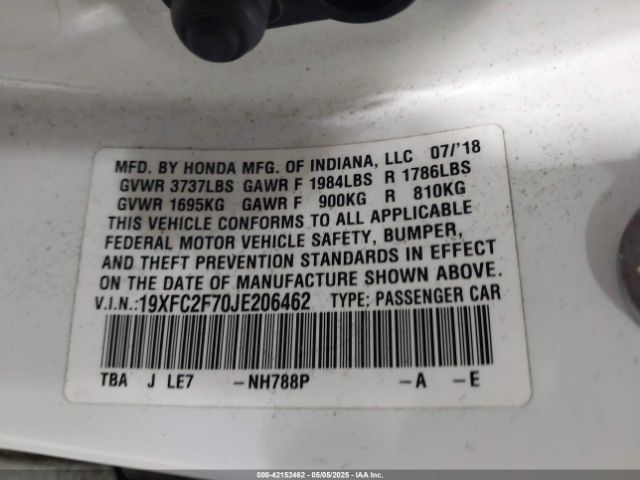 MFD. BY HONDA MFG. OF INDIANA, LLC 07/'18
GVWR 3737LBS GAWR F 1984LBS R 1786LBS
GVWR 1695KG GAWR F 900KG R 810KG
THIS VEHICLE CONFORMS TO ALL APPLICABLE
FEDERAL MOTOR VEHICLE SAFETY, BUMPER,
AND THEFT PREVENTION STANDARDS IN EFFECT
ON THE DATE OF MANUFACTURE SHOWN ABOVE.
V.I.N.:19XFC2F70JE206462 TYPE: PASSENGER CAR
TBA J LE7 -NH788P -A -E
000-42152462 - 05/05/2025 - IAA Inc.